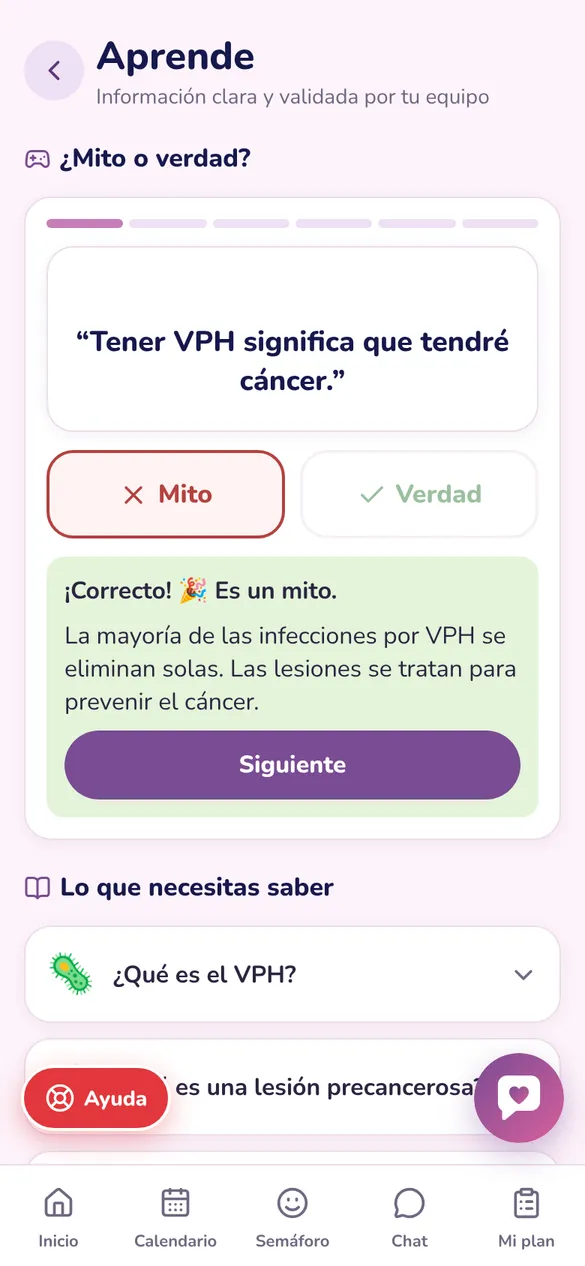 Aprende
Información clara y validada por tu equipo
¿Mito o verdad?
“Tener VPH significa que tendré
cáncer.”
Mito
Verdad
¡Correcto! 🎉 Es un mito.
La mayoría de las infecciones por VPH se
eliminan solas. Las lesiones se tratan para
prevenir el cáncer.
Siguiente
Lo que necesitas saber
¿Qué es el VPH?
es una lesión precancerosa?
Ayuda
Inicio
Calendario
Semáforo
Chat
Mi plan